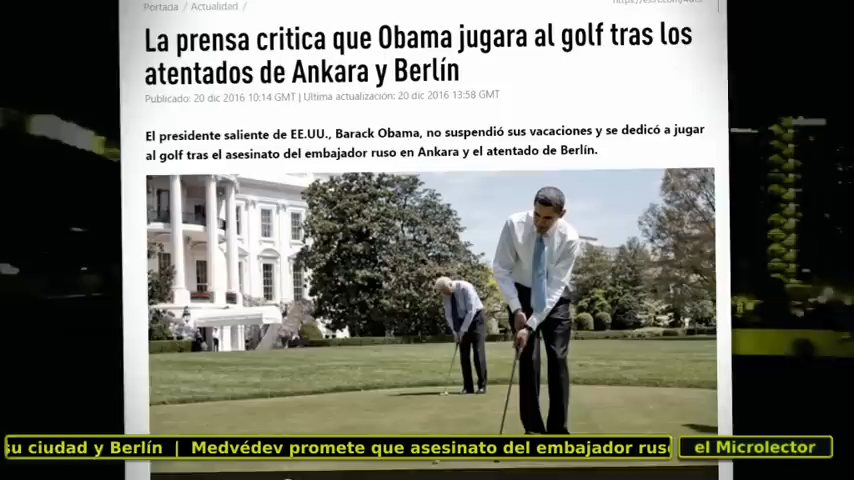 Portada / Actualidad /
La prensa critica que Obama jugara al golf tras los
atentados de Ankara y Berlín
Publicado: 20 dic 2016 10:14 GMT | Última actualización: 20 dic 2016 13:58 GMT
El presidente saliente de EE.UU., Barack Obama, no suspendió sus vacaciones y se dedicó a jugar
al golf tras el asesinato del embajador ruso en Ankara y el atentado de Berlín.
su ciudad y Berlín | Medvédev promete que asesinato del embajador ruso
el Microlector